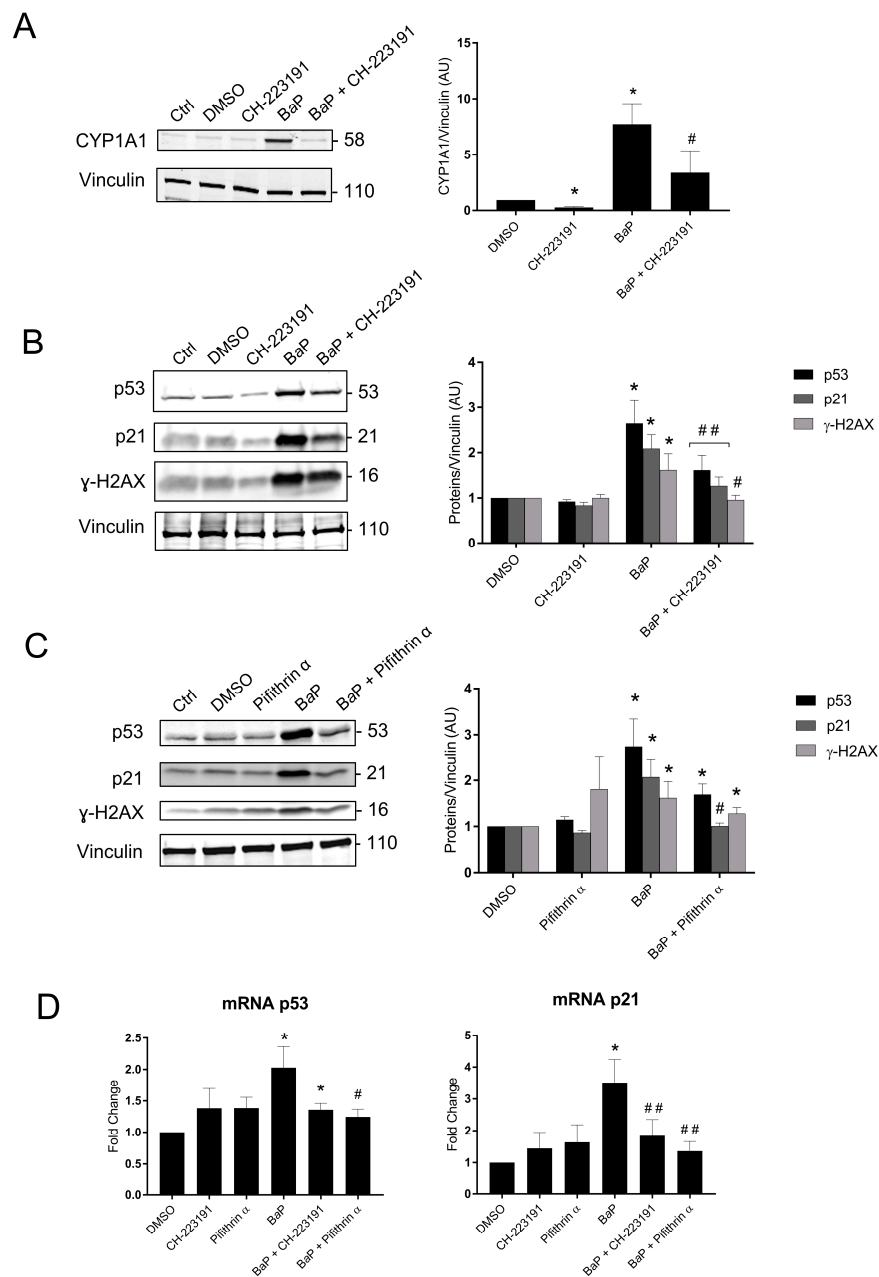 A
Ctrl
DMSO
CH-223191
BaP
BaP + CH-223191
CYP1A1
58
Vinculin
110
CYP1A1/Vinculin (AU)
15
10
5
0
*
*
#
DMSO
CH-223191
BaP
BaP + CH-223191
B
Ctrl
DMSO
CH-223191
BaP
BaP + CH-223191
p53
53
p21
21
ɣ-H2AX
16
Vinculin
110
Proteins/Vinculin (AU)
4
3
2
1
0
*
*
*
##
#
DMSO
CH-223191
BaP
BaP + CH-223191
p53
p21
γ-H2AX
C
Ctrl
DMSO
Pifithrin α
BaP
BaP + Pifithrin α
p53
53
p21
21
ɣ-H2AX
16
Vinculin
110
Proteins/Vinculin (AU)
4
3
2
1
0
*
*
*
*
#
*
DMSO
Pifithrin α
BaP
BaP + Pifithrin α
p53
p21
γ-H2AX
D
mRNA p53
Fold Change
2.5
2.0
1.5
1.0
0.5
0.0
*
*
#
DMSO
CH-223191
Pifithrin α
BaP
BaP + CH-223191
BaP + Pifithrin α
mRNA p21
Fold Change
5
4
3
2
1
0
*
##
##
DMSO
CH-223191
Pifithrin α
BaP
BaP + CH-223191
BaP + Pifithrin α